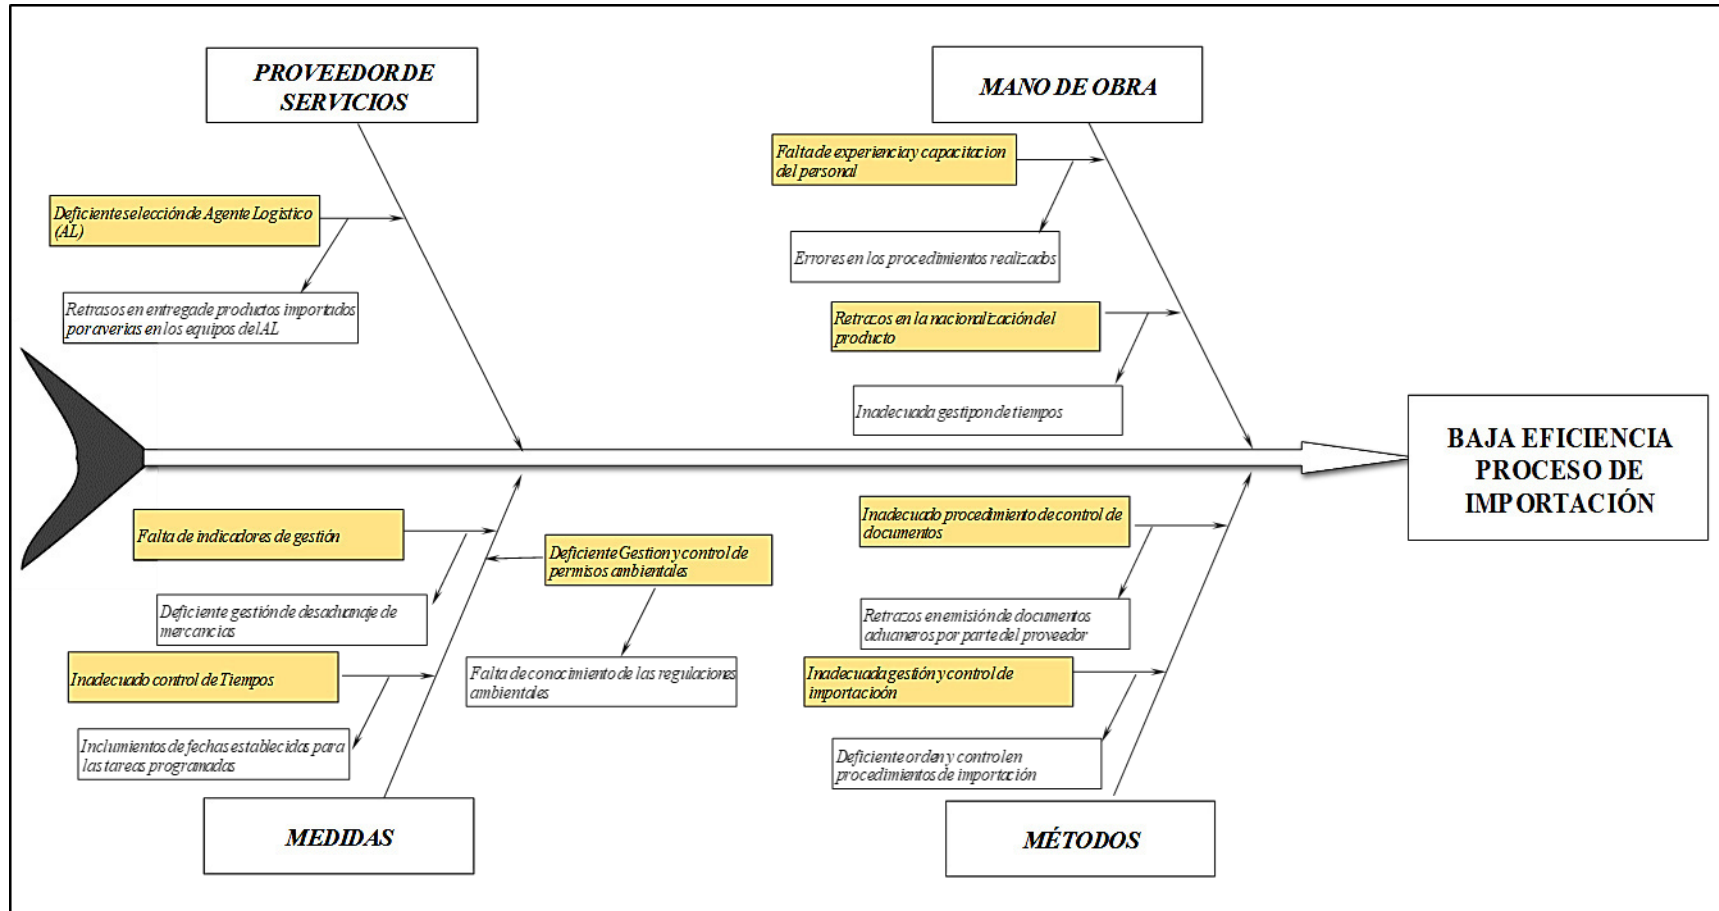 PROVEEDOR DE
SERVICIOS
MANO DE OBRA
Falta de experiencia y capacitacion
del personal
Deficiente selección de Agente Logistico
(AL)
Errores en los procedimientos realizados
Retrasos en entrega de productos importados
por averias en los equipos del AL
Retrazos en la nacionalización del
producto
Inadecuada gestipon de tiempos
BAJA EFICIENCIA
PROCESO DE
IMPORTACIÓN
Falta de indicadores de gestión
Deficiente Gestion y control de
permisos ambientales
Inadecuado procedimiento de control de
documentos
Deficiente gestión de desaduanaje de
mercancias
Retrazos en emisión de documentos
aduaneros por parte del proveedor
Inadecuado control de Tiempos
Falta de conocimiento de las regulaciones
ambientales
Inadecuada gestión y control de
importacioón
Inclumientos de fechas establecidas para
las tareas programadas
Deficiente orden y control en
procedimientos de importación
MEDIDAS
MÉTODOS